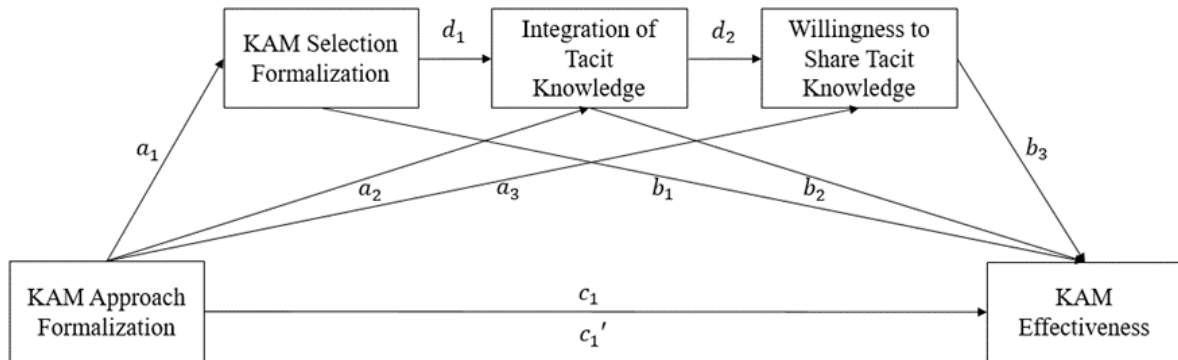 KAM Selection
Formalization
d₁
Integration of
Tacit
Knowledge
d₂
Willingness to
Share Tacit
Knowledge
a₁
a₂
a₃
b₁
b₂
b₃
KAM Approach
Formalization
c₁
c₁′
KAM
Effectiveness